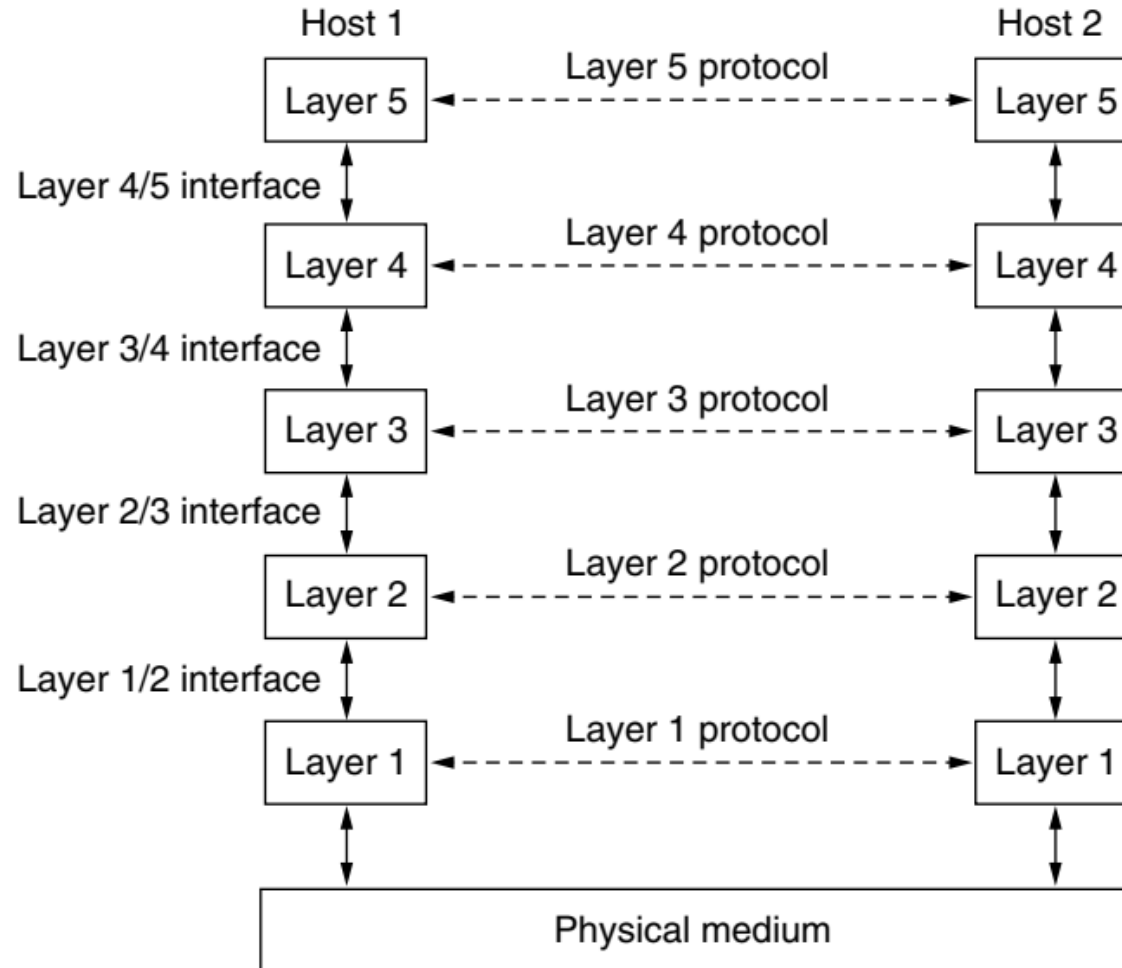 Host 1
Host 2
Layer 5 protocol
Layer 5
Layer 5
Layer 4/5 interface
Layer 4 protocol
Layer 4
Layer 4
Layer 3/4 interface
Layer 3 protocol
Layer 3
Layer 3
Layer 2/3 interface
Layer 2 protocol
Layer 2
Layer 2
Layer 1/2 interface
Layer 1 protocol
Layer 1
Layer 1
Physical medium